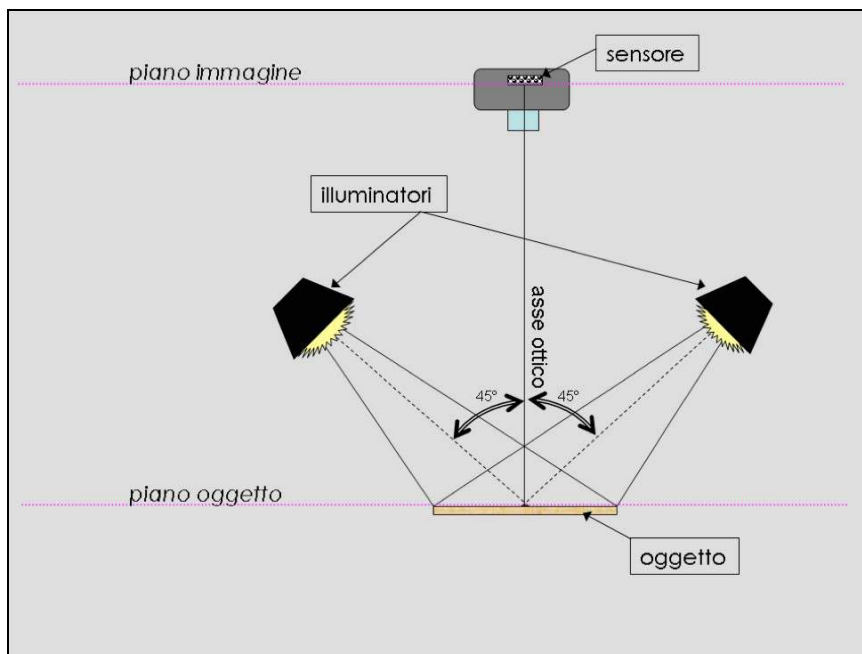 sensore
piano immagine
illuminatori
asse ottico
45°
45°
piano oggetto
oggetto